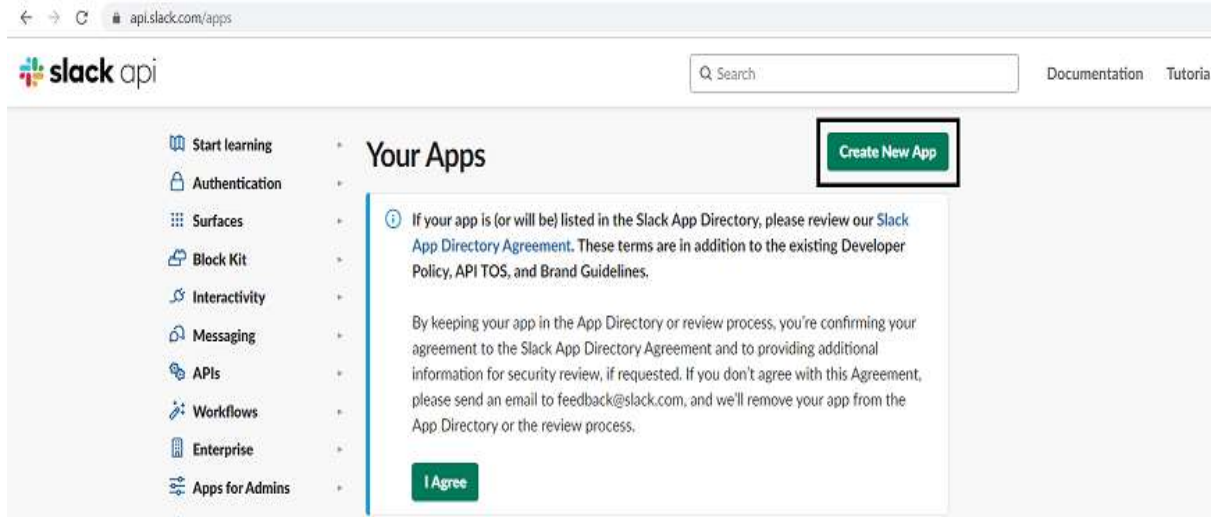 api.slack.com/apps
slack api
Search
Documentation
Tutoria
Start learning
Authentication
Surfaces
Block Kit
Interactivity
Messaging
APIs
Workflows
Enterprise
Apps for Admins
Your Apps
Create New App
If your app is (or will be) listed in the Slack App Directory, please review our Slack
App Directory Agreement. These terms are in addition to the existing Developer
Policy, API TOS, and Brand Guidelines.
By keeping your app in the App Directory or review process, you're confirming your
agreement to the Slack App Directory Agreement and to providing additional
information for security review, if requested. If you don't agree with this Agreement,
please send an email to feedback@slack.com, and we'll remove your app from the
App Directory or the review process.
I Agree